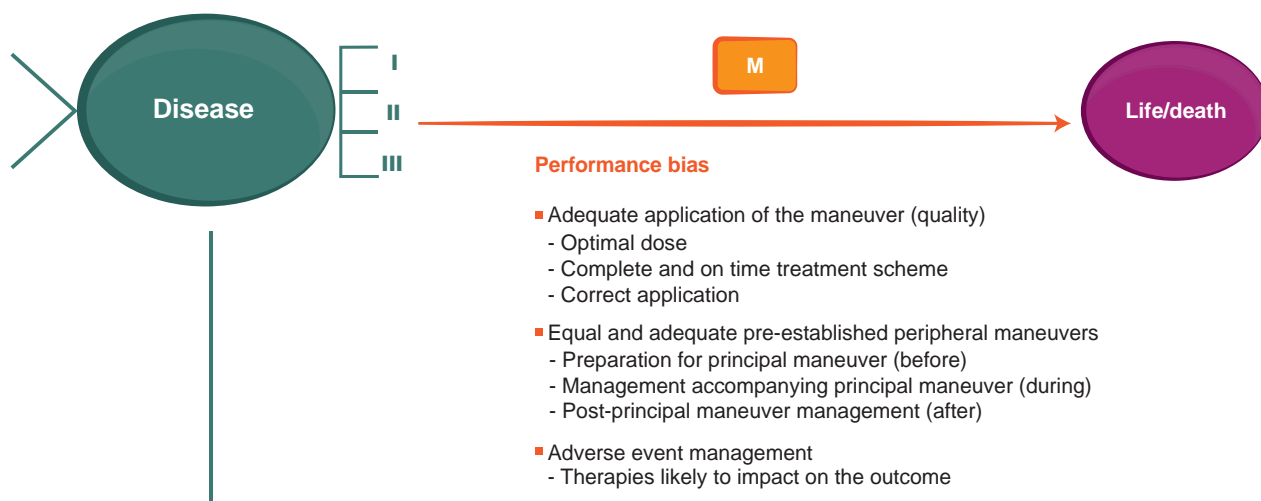 Disease
I
II
III
M
Life/death
Performance bias
Adequate application of the maneuver (quality)
- Optimal dose
- Complete and on time treatment scheme
- Correct application
Equal and adequate pre-established peripheral maneuvers
- Preparation for principal maneuver (before)
- Management accompanying principal maneuver (during)
- Post-principal maneuver management (after)
Adverse event management
- Therapies likely to impact on the outcome